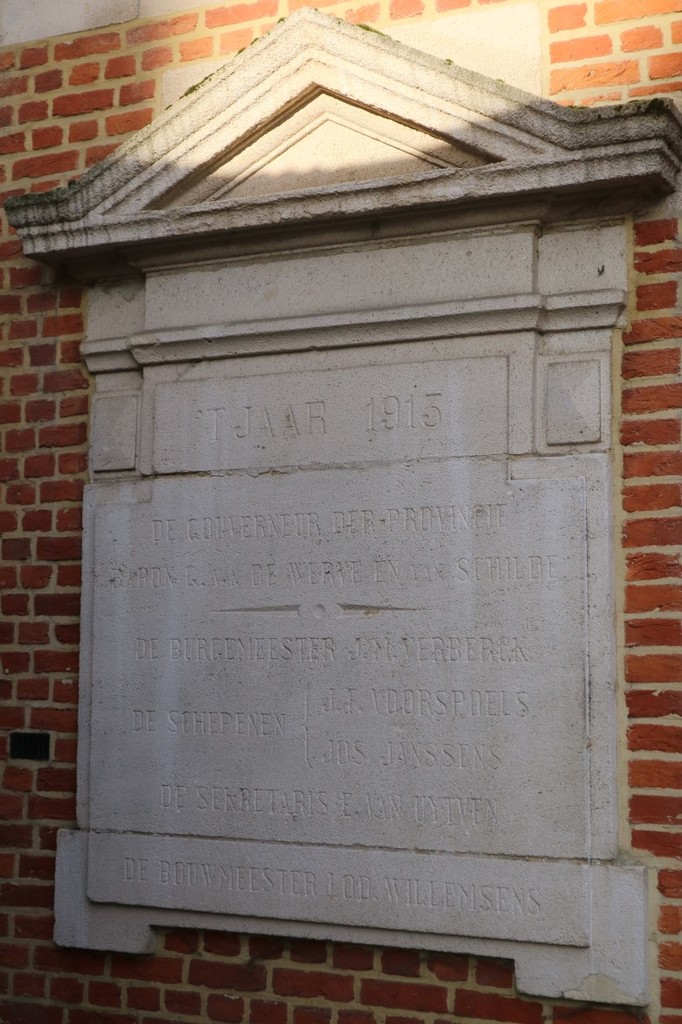 'T JAAR 1913
DE GOUVERNEUR DER PROVINCIE
BARON G. VAN DE WERVE EN VAN SCHILDE
DE BURGEMEESTER J.M. VERBERCK
DE SCHEPENEN { J.F. VOORSPOELS
JOS. JANSSENS
DE SEKRETARIS E. VAN UYTVEN
DE BOUWMEESTER LOD. WILLEMSENS